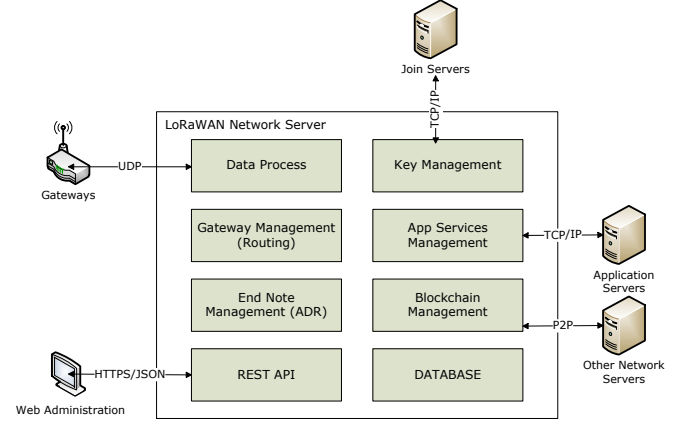 Join Servers
TCP/IP
LoRaWAN Network Server
Data Process
Key Management
UDP
Gateways
Gateway Management
(Routing)
App Services
Management
TCP/IP
Application
Servers
End Note
Management (ADR)
Blockchain
Management
P2P
Other Network
Servers
HTTPS/JSON
REST API
DATABASE
Web Administration